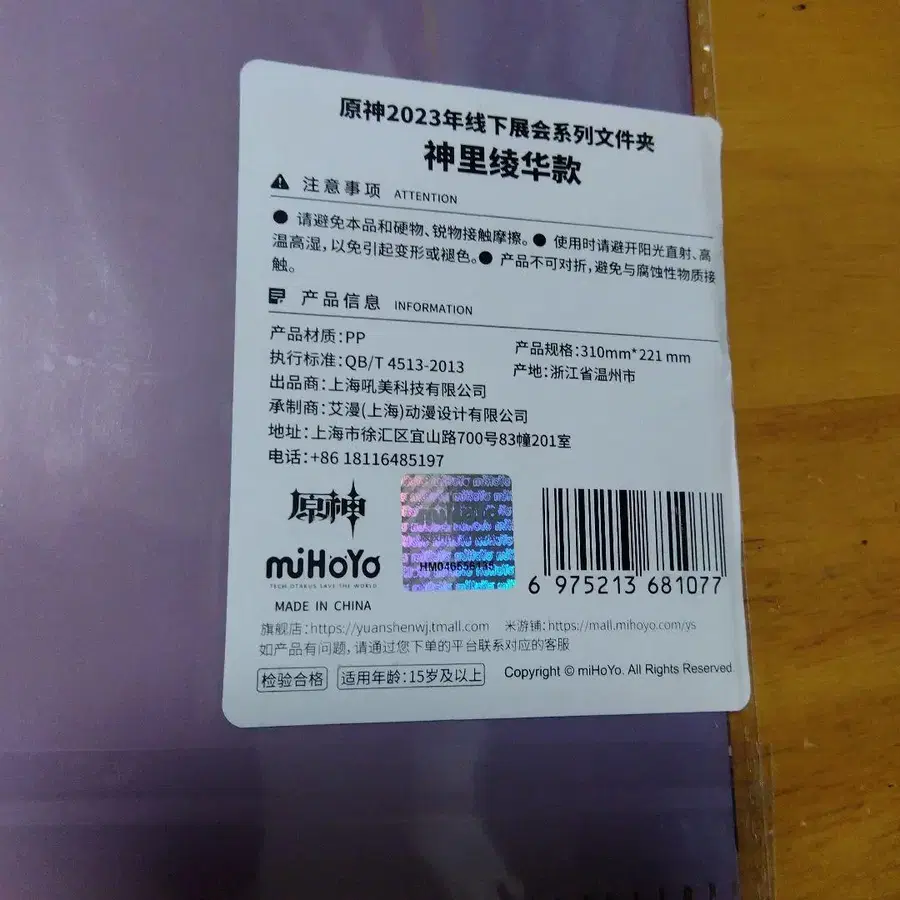 原神2023年线下展会系列文件夹
神里绫华款
注意事项 ATTENTION
● 请避免本品和硬物、锐物接触摩擦。● 使用时请避开阳光直射、高
温高湿,以免引起变形或褪色。● 产品不可对折,避免与腐蚀性物质接
触。
产品信息 INFORMATION
产品材质:PP 产品规格:310mm*221 mm
执行标准:QB/T 4513-2013 产地:浙江省温州市
出品商:上海吼美科技有限公司
承制商:艾漫(上海)动漫设计有限公司
地址:上海市徐汇区宜山路700号83幢201室
电话:+86 18116485197
原神
miHoYo
TECH OTAKUS SAVE THE WORLD
MADE IN CHINA
6 975213 681077
旗舰店:https://yuanshenwj.tmall.com 米游铺:https://mall.mihoyo.com/ys
如产品有问题,请通过您下单的平台联系对应的客服
检验合格 适用年龄:15岁及以上 Copyright © miHoYo. All Rights Reserved.